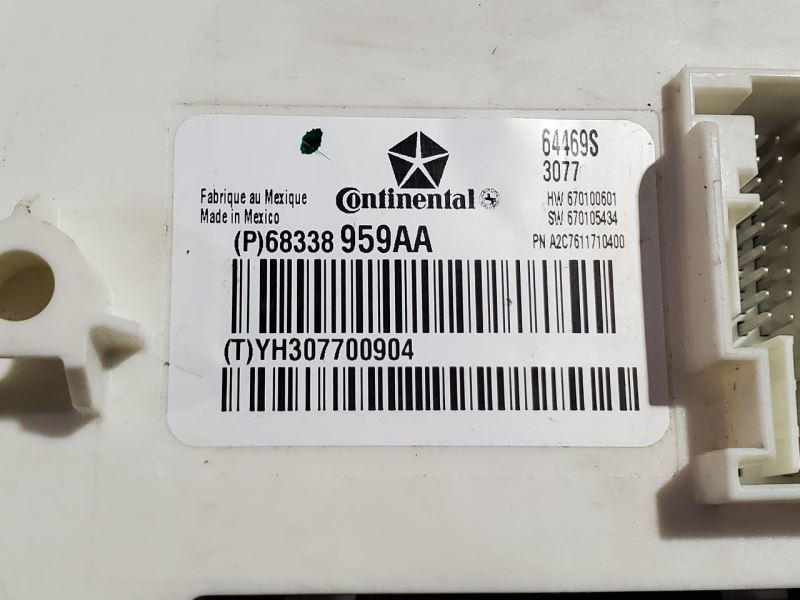 64469S
3077
Fabrique au Mexique
Made in Mexico
Continental
HW 670100601
SW 670105434
(P)68338 959AA
PN A2C7611710400
(T)YH307700904